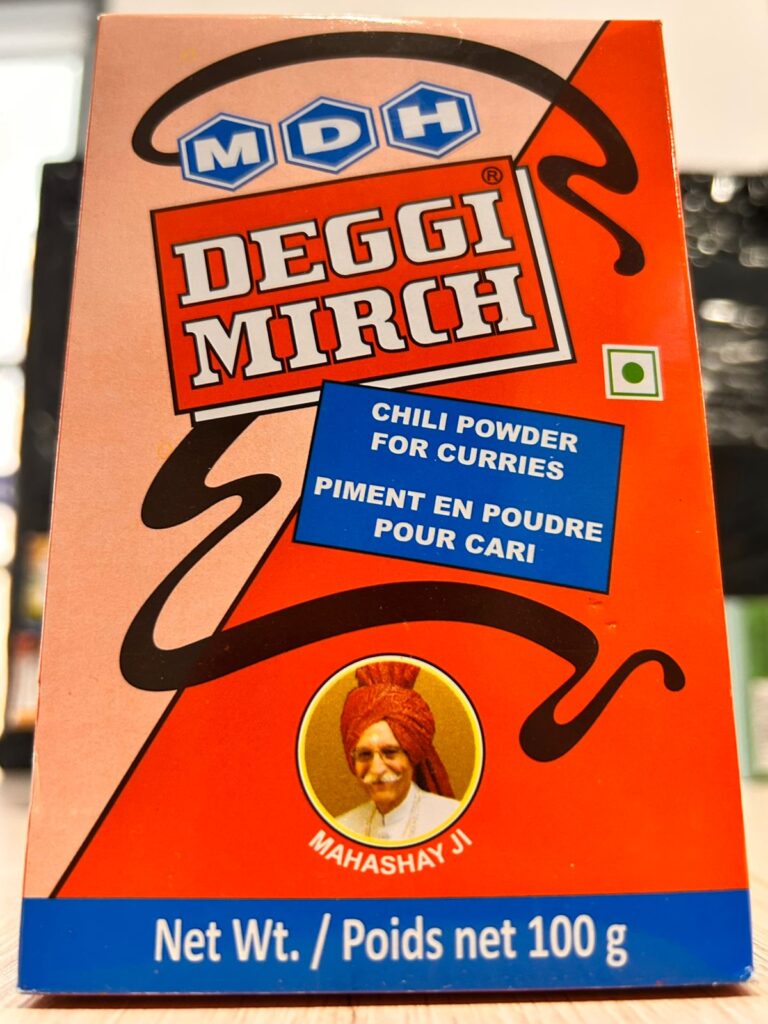 MDH
®
DEGGI
MIRCH
CHILI POWDER
FOR CURRIES
PIMENT EN POUDRE
POUR CARI
MAHASHAY JI
Net Wt. / Poids net 100 g